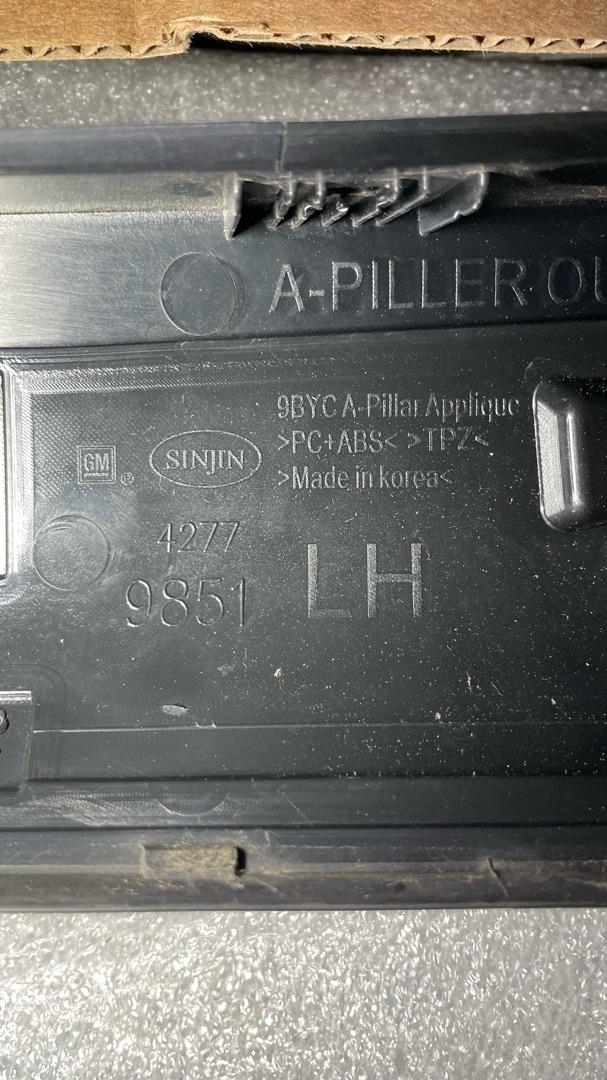 A-PILLER OU
9BYC A-Pillar Applique
>PC+ABS< >TPZ<
>Made in korea<
GM ®
SINJIN
4277
9851
LH